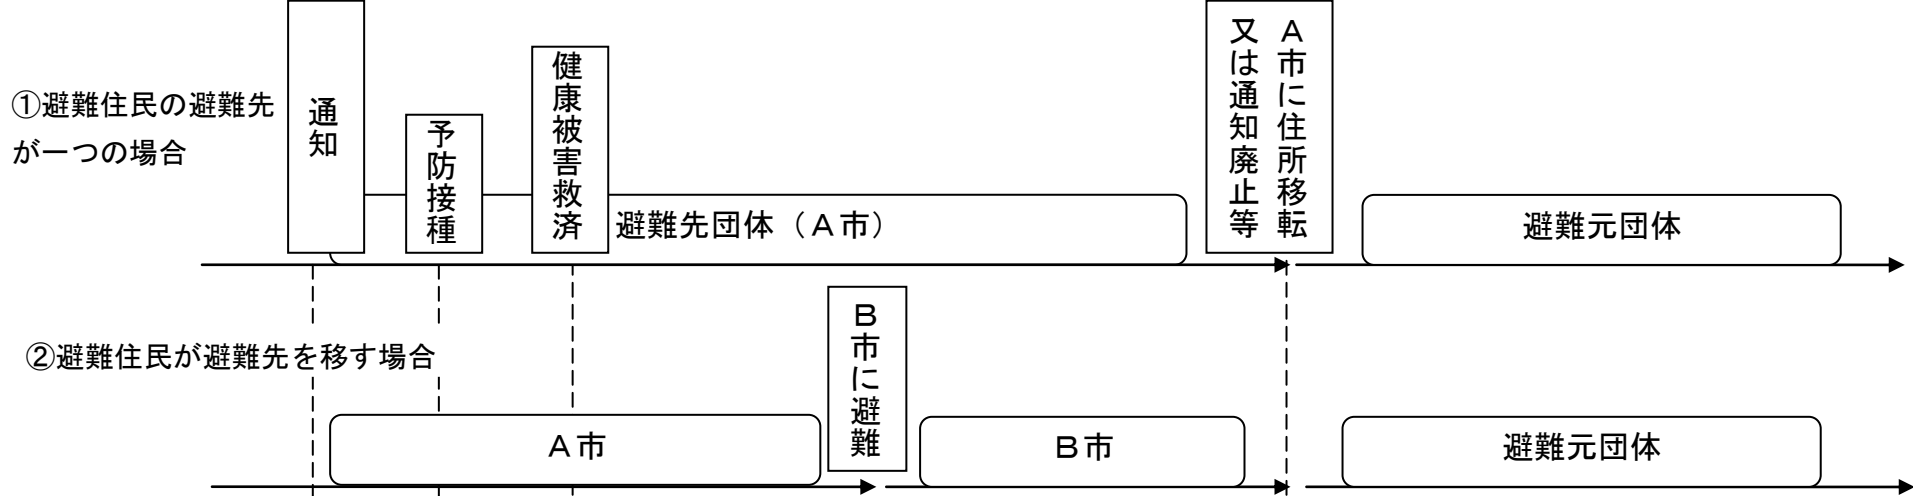 ①避難住民の避難先
が一つの場合
通知
予防接種
健康被害救済
避難先団体（Ａ市）
Ａ市に住所移転
又は通知廃止等
避難元団体
②避難住民が避難先を移す場合
Ａ市
Ｂ市に避難
Ｂ市
避難元団体